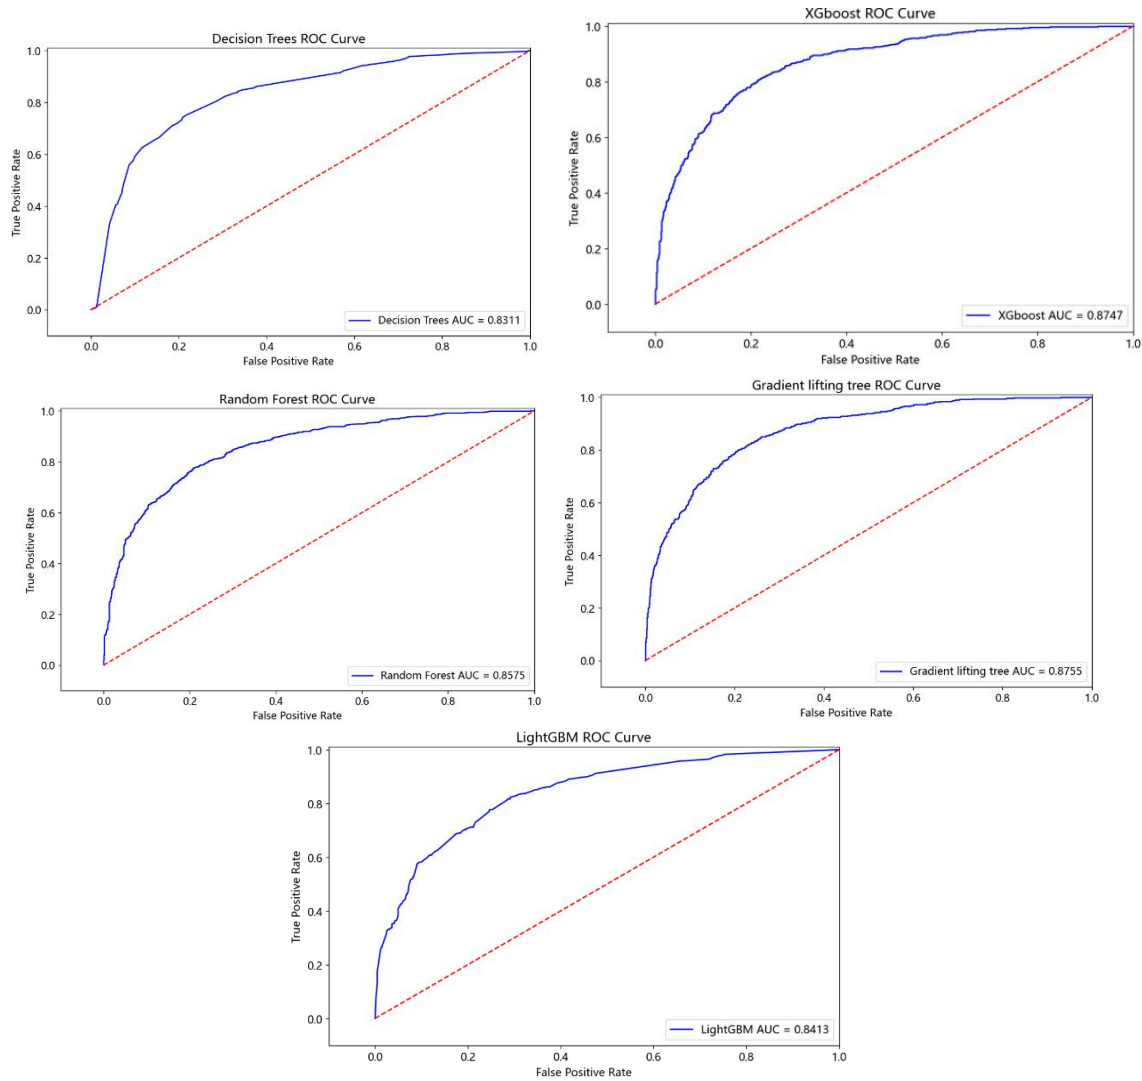 Decision Trees ROC Curve
True Positive Rate
1.0
0.8
0.6
0.4
0.2
0.0
Decision Trees AUC = 0.8311
0.0 0.2 0.4 0.6 0.8 1.0
False Positive Rate
XGboost ROC Curve
True Positive Rate
1.0
0.8
0.6
0.4
0.2
0.0
XGboost AUC = 0.8747
0.0 0.2 0.4 0.6 0.8 1.0
False Positive Rate
Random Forest ROC Curve
True Positive Rate
1.0
0.8
0.6
0.4
0.2
0.0
Random Forest AUC = 0.8575
0.0 0.2 0.4 0.6 0.8 1.0
False Positive Rate
Gradient lifting tree ROC Curve
True Positive Rate
1.0
0.8
0.6
0.4
0.2
0.0
Gradient lifting tree AUC = 0.8755
0.0 0.2 0.4 0.6 0.8 1.0
False Positive Rate
LightGBM ROC Curve
True Positive Rate
1.0
0.8
0.6
0.4
0.2
0.0
LightGBM AUC = 0.8413
0.0 0.2 0.4 0.6 0.8 1.0
False Positive Rate